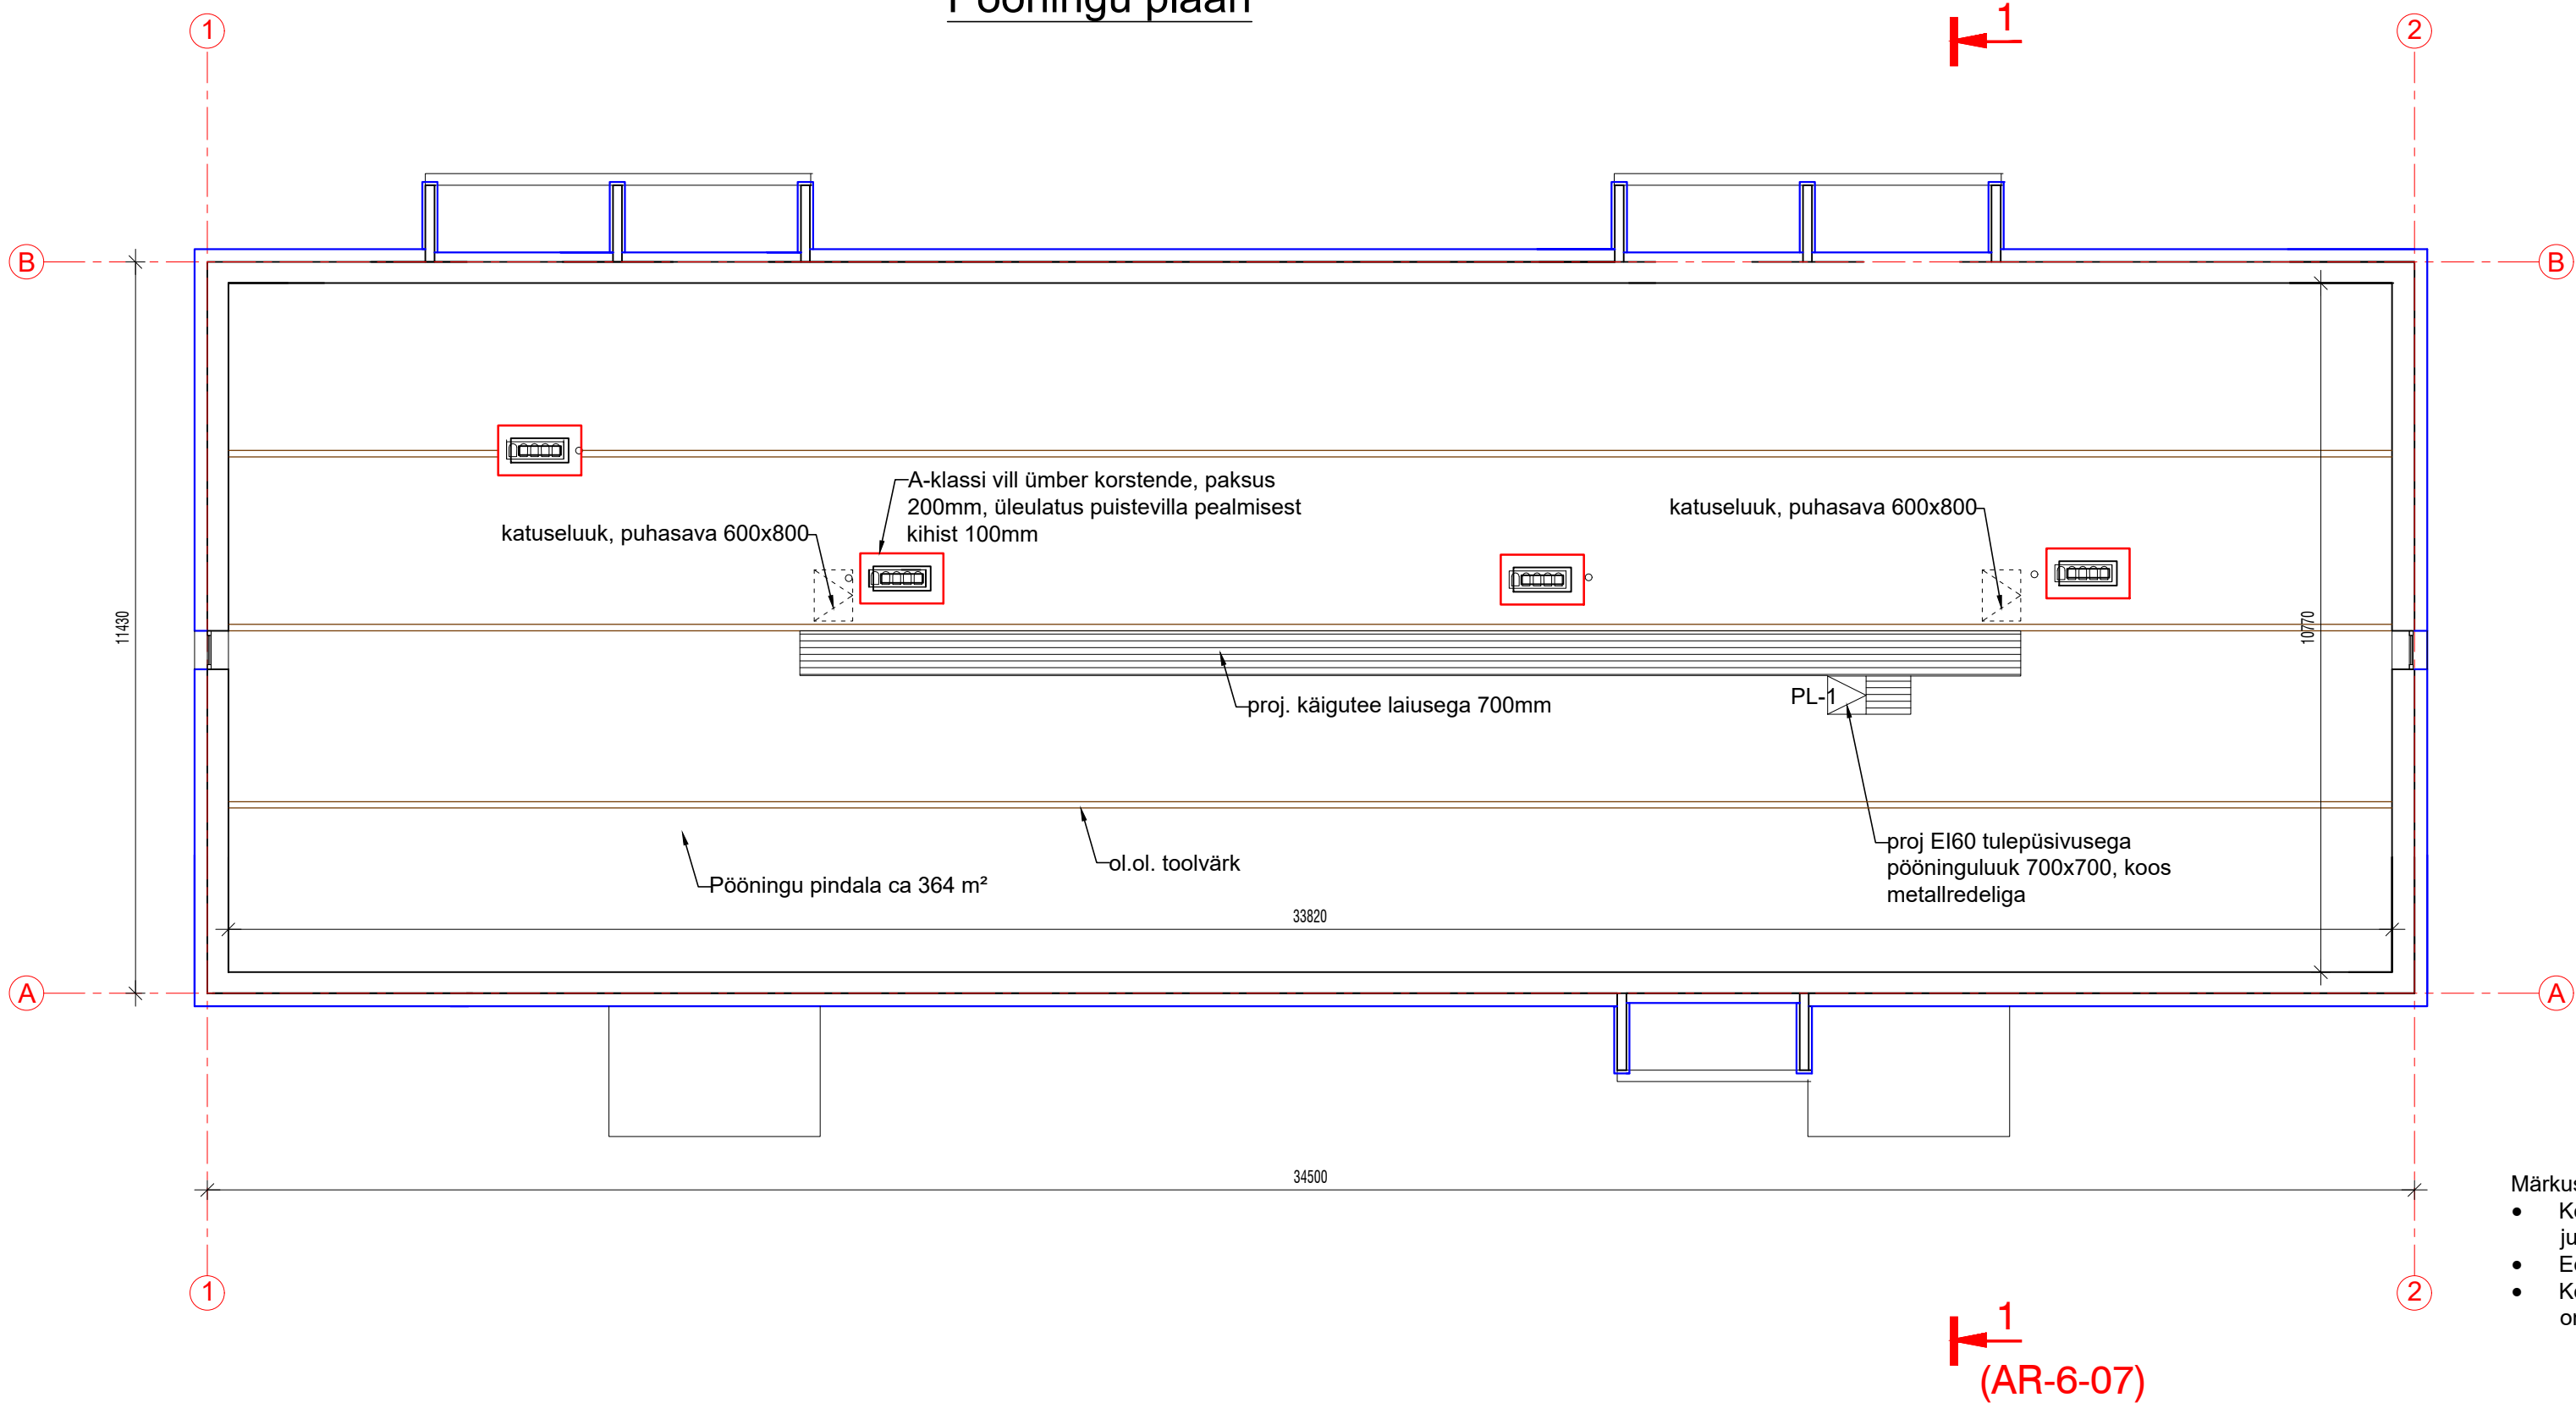 Pööningu plaan
1
1
2
B
B
A-klassi vill ümber korstende, paksus
200mm, üleulatus puistevilla pealmisest
kihist 100mm
katuseluuk, puhasava 600x800
katuseluuk, puhasava 600x800
11430
10770
PL-1
proj. käigutee laiusega 700mm
proj EI60 tulepüsivusega
pööninguluuk 700x700, koos
metallredeliga
ol.ol. toolvärk
Pööningu pindala ca 364 m²
33820
A
A
34500
1
2
1
(AR-6-07)